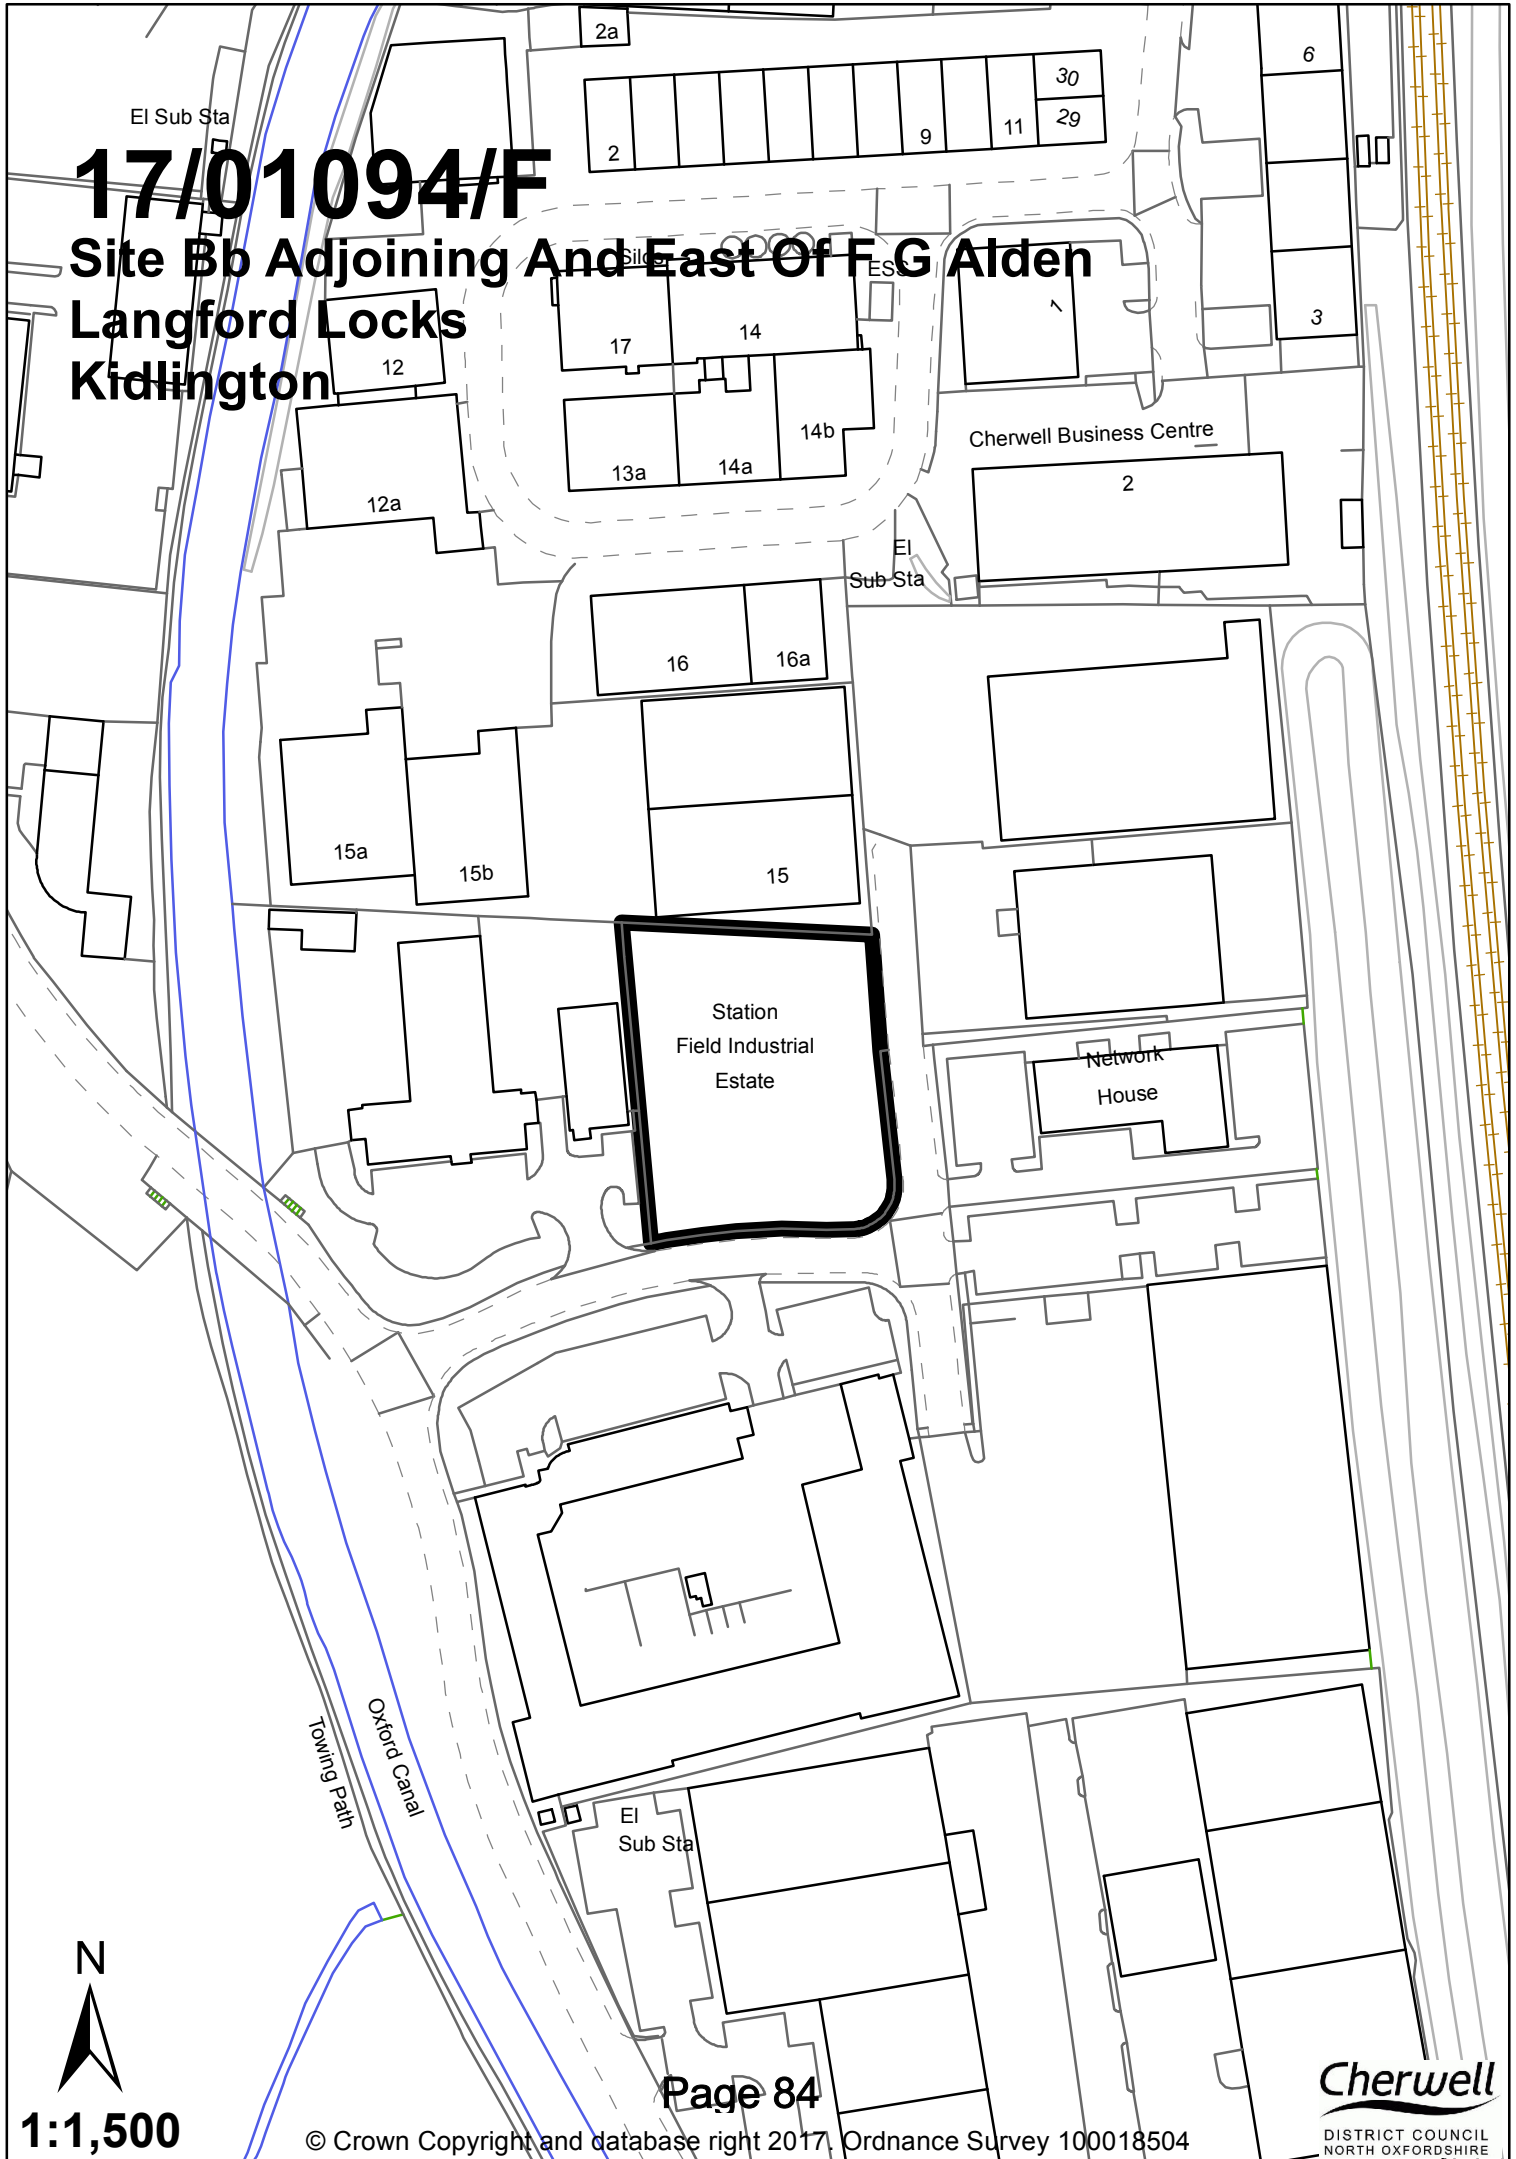 2a
6
El Sub Sta
30
29
2
9
11
17/01094/F
Site Bb Adjoining And East Of F G Alden
Langford Locks
Kidlington
Silos
ESS
1
3
12
17
14
14b
13a
14a
12a
Cherwell Business Centre
2
El
Sub Sta
16
16a
15a
15b
15
Station
Field Industrial
Estate
Network
House
Oxford Canal
Towing Path
El
Sub Sta
N
1:1,500
Page 84
© Crown Copyright and database right 2017. Ordnance Survey 100018504
Cherwell
DISTRICT COUNCIL
NORTH OXFORDSHIRE